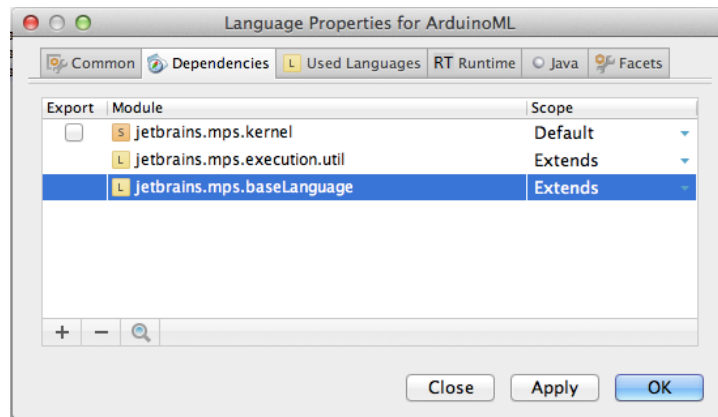 Language Properties for ArduinoML
Common Dependencies L Used Languages RT Runtime Java Facets
Export Module Scope
S jetbrains.mps.kernel Default
L jetbrains.mps.execution.util Extends
L jetbrains.mps.baseLanguage Extends
Close Apply OK